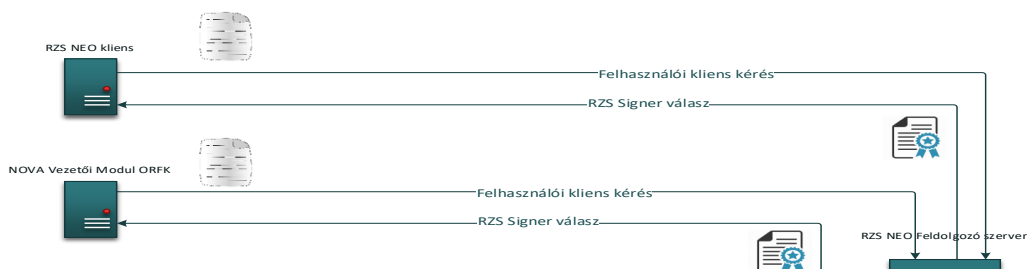 RZS NEO kliens
Felhasználói kliens kérés
RZS Signer válasz
NOVA Vezetői Modul ORFK
Felhasználói kliens kérés
RZS Signer válasz
RZS NEO Feldolgozó szerver